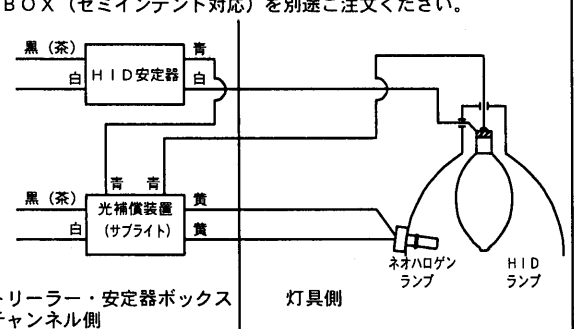 BOX（セミインテンド対応）を別途ご注文ください。
黒（茶）
青
HID安定器
白
白
青 青
黒（茶）
光補償装置
（サブライト）
黄
白
黄
ネオハロゲン
ランプ
HID
ランプ
トリーラー・安定器ボックス
チャンネル側
灯具側